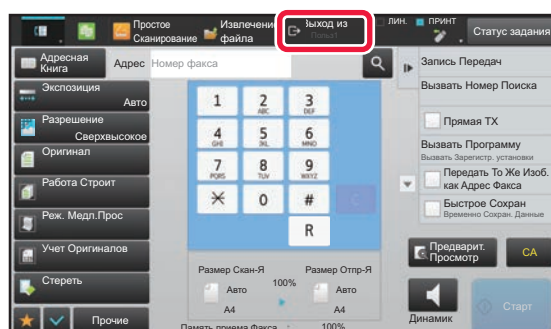 Простое
Сканирование
Извлечение
файла
Выход из
ЛИН.
ПРИНТ
Статус задания
Адресная
Книга
Адрес
Номер факса
Экспозиция
Авто
Разрешение
Сверхвысокое
Оригинал
Работа Строит
Реж. Медл.Прос
Учет Оригиналов
Стереть
Прочие
1
2
ABC
3
DEF
4
GHI
5
JKL
6
MNO
7
PQRS
8
TUV
9
WXYZ
0
#
C
R
Размер Скан-Я
Размер Отпр-Я
Авто
100%
Авто
A4
A4
Память приема Факса :
100%
Запись Передач
Вызвать Номер Поиска
Прямая TX
Вызвать Программу
Вызвать Зарегистр. установки
Передать То Же Изоб.
как Адрес Факса
Быстрое Сохран
Временно Сохран. Данные
Предварит.
Просмотр
CA
Динамик
Старт